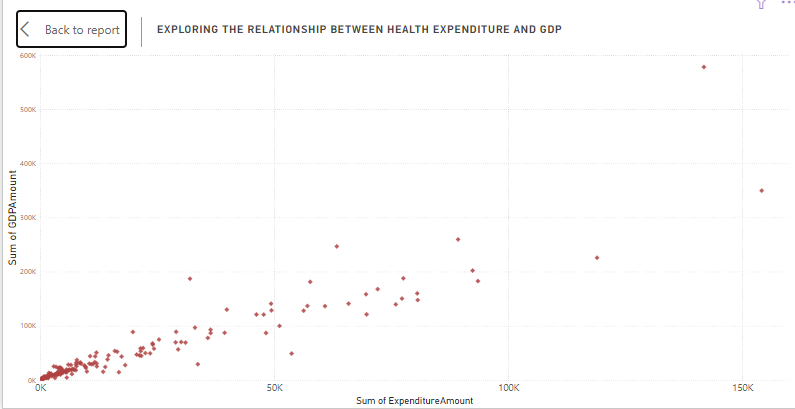 Back to report
EXPLORING THE RELATIONSHIP BETWEEN HEALTH EXPENDITURE AND GDP
600K
500K
400K
300K
200K
100K
0K
Sum of GDPAmount
0K
50K
100K
150K
Sum of ExpenditureAmount